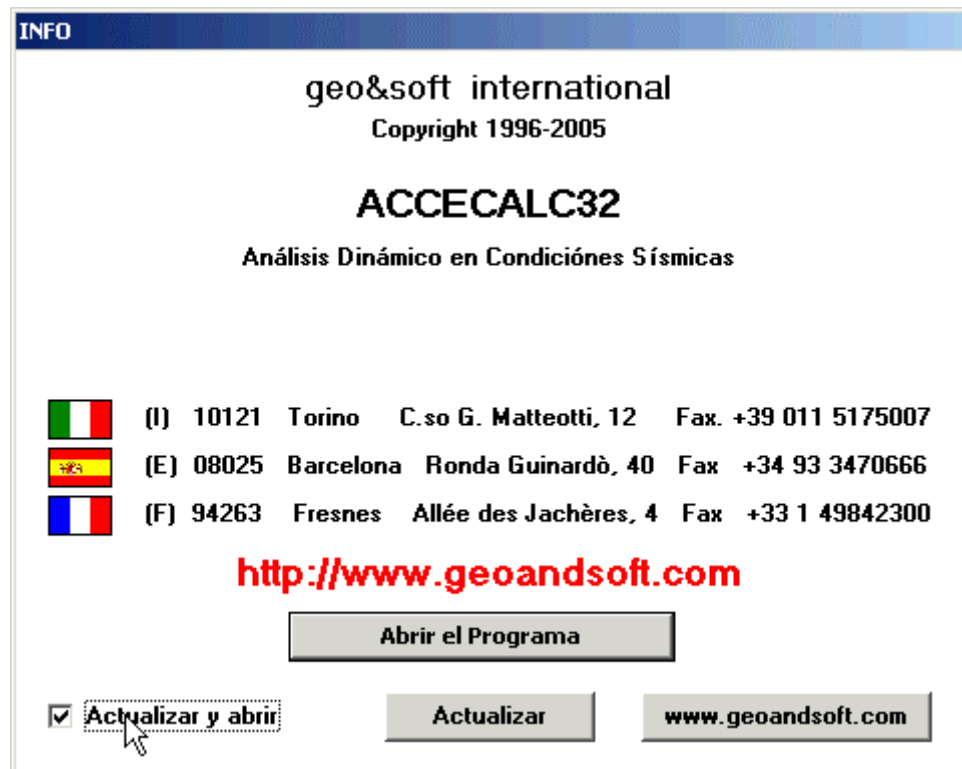 INFO
geo&soft international
Copyright 1996-2005
ACCECALC32
Análisis Dinámico en Condiciónes Sísmicas
(I) 10121 Torino C.so G. Matteotti, 12 Fax. +39 011 5175007
(E) 08025 Barcelona Ronda Guinardò, 40 Fax +34 93 3470666
(F) 94263 Fresnes Allée des Jachères, 4 Fax +33 1 49842300
http://www.geoandsoft.com
Abrir el Programa
Actualizar y abrir Actualizar www.geoandsoft.com